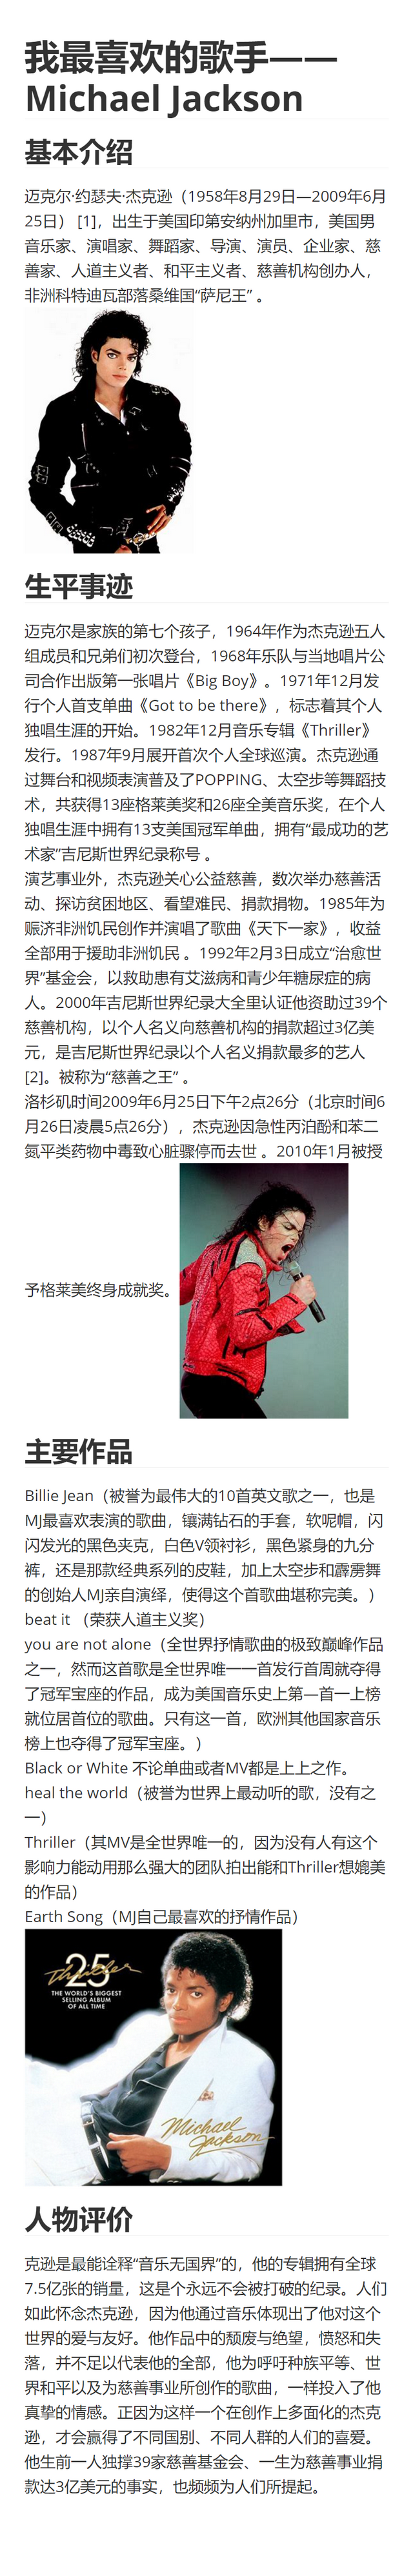 我最喜欢的歌手——
Michael Jackson
基本介绍
迈克尔·约瑟夫·杰克逊（1958年8月29日—2009年6月
25日） [1]，出生于美国印第安纳州加里市，美国男
音乐家、演唱家、舞蹈家、导演、演员、企业家、慈
善家、人道主义者、和平主义者、慈善机构创办人，
非洲科特迪瓦部落桑维国“萨尼王” 。
生平事迹
迈克尔是家族的第七个孩子，1964年作为杰克逊五人
组成员和兄弟们初次登台，1968年乐队与当地唱片公
司合作出版第一张唱片《Big Boy》。1971年12月发
行个人首支单曲《Got to be there》，标志着其个人
独唱生涯的开始。1982年12月音乐专辑《Thriller》
发行。1987年9月展开首次个人全球巡演。杰克逊通
过舞台和视频表演普及了POPPING、太空步等舞蹈技
术，共获得13座格莱美奖和26座全美音乐奖，在个人
独唱生涯中拥有13支美国冠军单曲，拥有“最成功的艺
术家”吉尼斯世界纪录称号 。
演艺事业外，杰克逊关心公益慈善，数次举办慈善活
动、探访贫困地区、看望难民、捐款捐物。1985年为
赈济非洲饥民创作并演唱了歌曲《天下一家》，收益
全部用于援助非洲饥民 。1992年2月3日成立“治愈世
界”基金会，以救助患有艾滋病和青少年糖尿症的病
人。2000年吉尼斯世界纪录大全里认证他资助过39个
慈善机构，以个人名义向慈善机构的捐款超过3亿美
元，是吉尼斯世界纪录以个人名义捐款最多的艺人
[2]。被称为“慈善之王” 。
洛杉矶时间2009年6月25日下午2点26分（北京时间6
月26日凌晨5点26分），杰克逊因急性丙泊酚和苯二
氮平类药物中毒致心脏骤停而去世 。2010年1月被授
予格莱美终身成就奖。
主要作品
Billie Jean（被誉为最伟大的10首英文歌之一，也是
MJ最喜欢表演的歌曲，镶满钻石的手套，软呢帽，闪
闪发光的黑色夹克，白色V领衬衫，黑色紧身的九分
裤，还是那款经典系列的皮鞋，加上太空步和霹雳舞
的创始人MJ亲自演绎，使得这个首歌曲堪称完美。）
beat it （荣获人道主义奖）
you are not alone（全世界抒情歌曲的极致巅峰作品
之一，然而这首歌是全世界唯一一首发行首周就夺得
了冠军宝座的作品，成为美国音乐史上第—首一上榜
就位居首位的歌曲。只有这一首，欧洲其他国家音乐
榜上也夺得了冠军宝座。）
Black or White 不论单曲或者MV都是上上之作。
heal the world（被誉为世界上最动听的歌，没有之
一）
Thriller（其MV是全世界唯一的，因为没有人有这个
影响力能动用那么强大的团队拍出能和Thriller想媲美
的作品）
Earth Song（MJ自己最喜欢的抒情作品）
25
Thriller
THE WORLD'S BIGGEST
SELLING ALBUM
OF ALL TIME
Michael
Jackson
人物评价
克逊是最能诠释“音乐无国界”的，他的专辑拥有全球
7.5亿张的销量，这是个永远不会被打破的纪录。人们
如此怀念杰克逊，因为他通过音乐体现出了他对这个
世界的爱与友好。他作品中的颓废与绝望，愤怒和失
落，并不足以代表他的全部，他为呼吁种族平等、世
界和平以及为慈善事业所创作的歌曲，一样投入了他
真挚的情感。正因为这样一个在创作上多面化的杰克
逊，才会赢得了不同国别、不同人群的人们的喜爱。
他生前一人独撑39家慈善基金会、一生为慈善事业捐
款达3亿美元的事实，也频频为人们所提起。